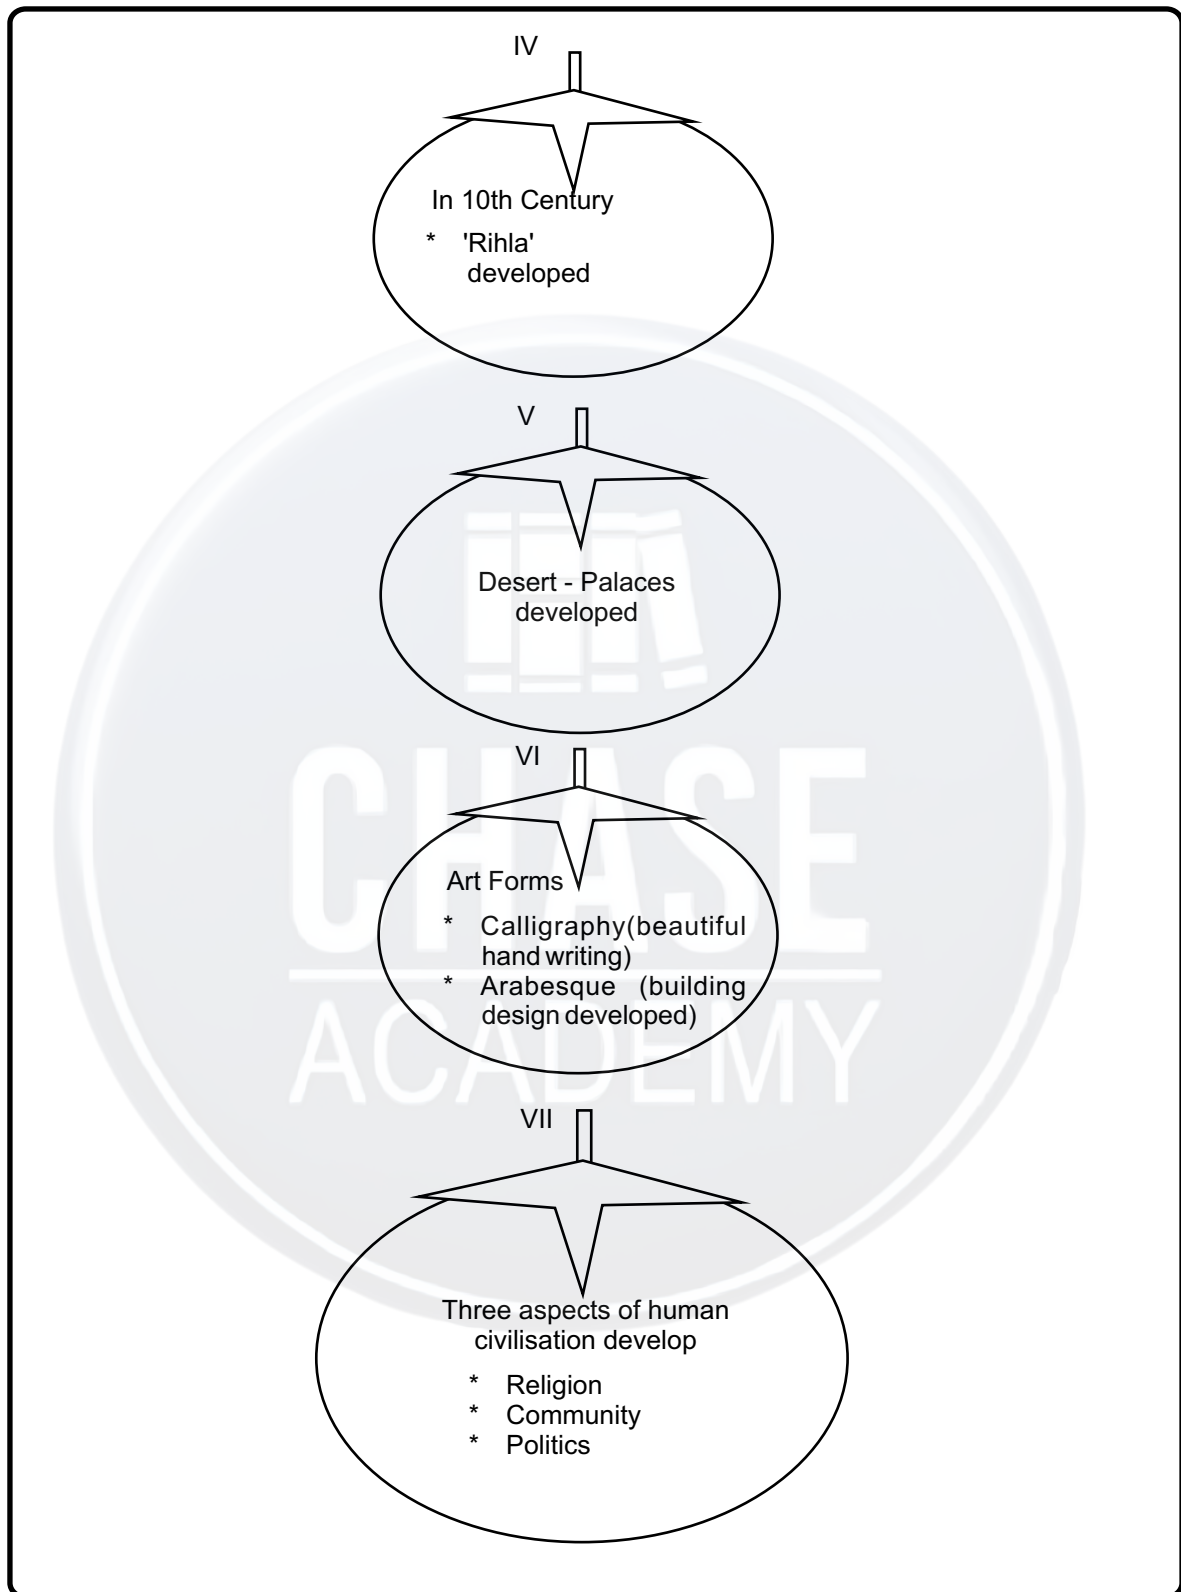 IV
In 10th Century
* 'Rihla'
developed
V
Desert - Palaces
developed
VI
Art Forms
* Calligraphy(beautiful
hand writing)
* Arabesque (building
design developed)
VII
Three aspects of human
civilisation develop
* Religion
* Community
* Politics
CHASE
ACADEMY